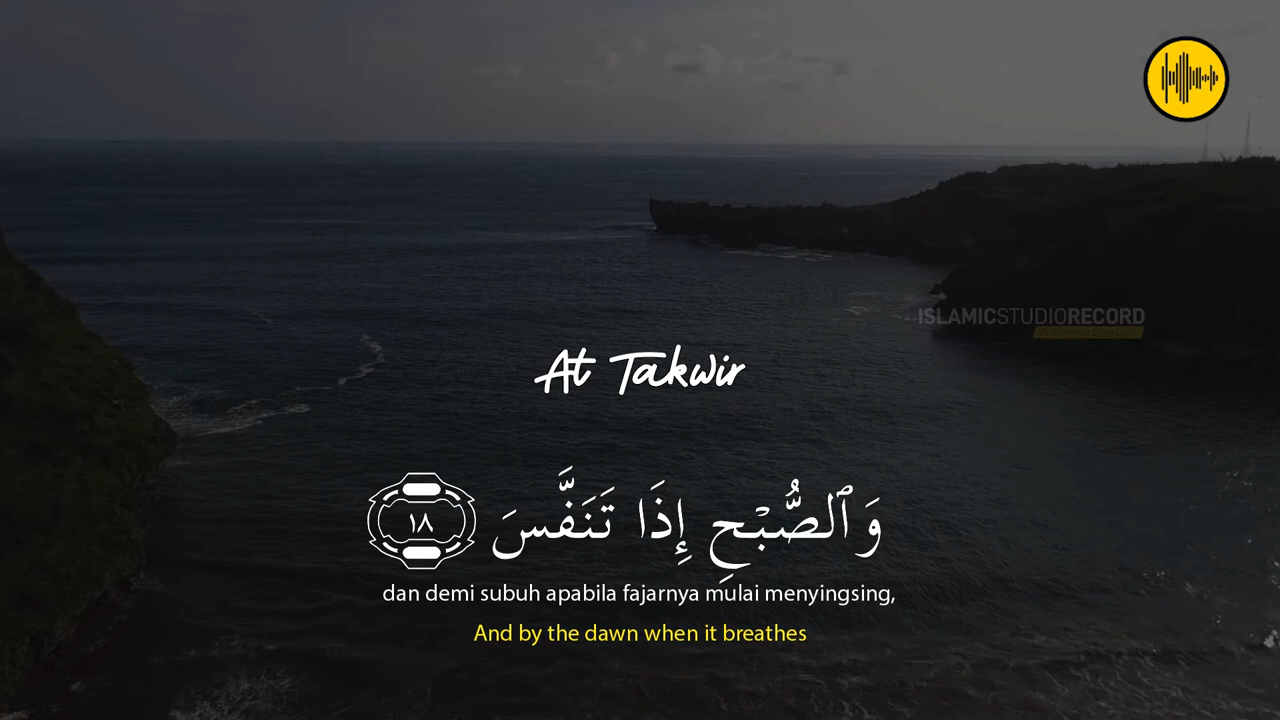 ISLAMICSTUDIORECORD
At Takwir
وَٱلصُّبْحِ إِذَا تَنَفَّسَ ١٨
dan demi subuh apabila fajarnya mulai menyingsing,
And by the dawn when it breathes